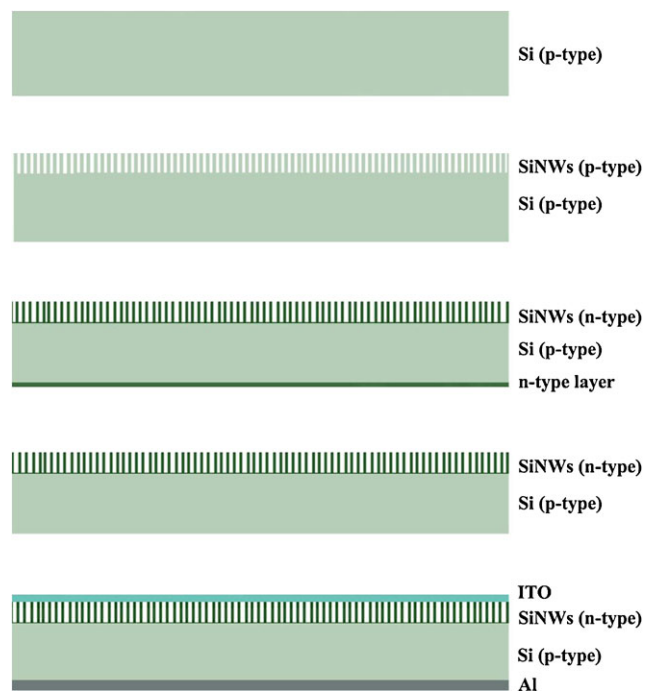 Si (p-type)
SiNWs (p-type)
Si (p-type)
SiNWs (n-type)
Si (p-type)
n-type layer
SiNWs (n-type)
Si (p-type)
ITO
SiNWs (n-type)
Si (p-type)
Al